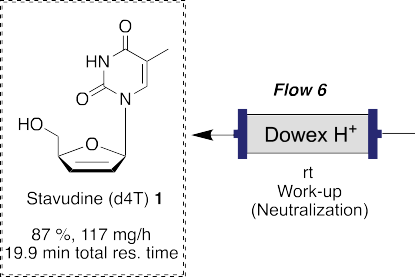 O
HN
O
N
HO
O
Stavudine (d4T) 1
87 %, 117 mg/h
19.9 min total res. time
Flow 6
Dowex H+
rt
Work-up
(Neutralization)